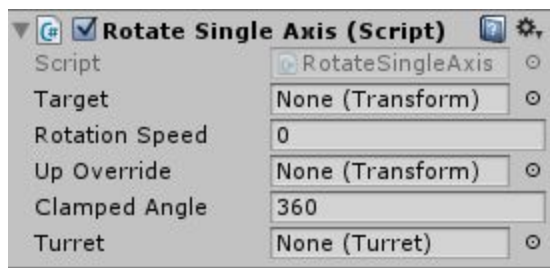 Rotate Single Axis (Script)
Script RotateSingleAxis
Target None (Transform)
Rotation Speed 0
Up Override None (Transform)
Clamped Angle 360
Turret None (Turret)